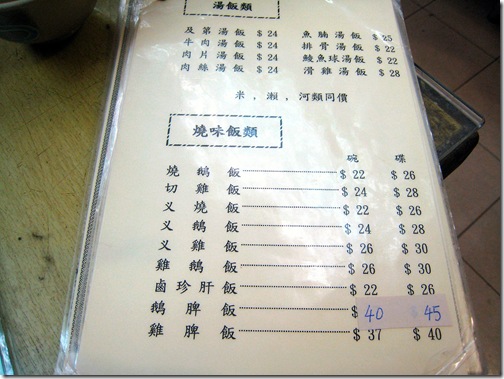 湯飯類
及第湯飯 $24 魚腩湯飯 $25
牛肉湯飯 $24 排骨湯飯 $22
肉片湯飯 $24 鯪魚球湯飯 $22
肉絲湯飯 $24 滑雞湯飯 $28
米，瀨，河類同價
燒味飯類
碗 碟
燒鵝飯 $22 $26
切雞飯 $24 $28
义燒飯 $22 $26
义鵝飯 $24 $28
义雞飯 $26 $30
雞鵝飯 $26 $30
鹵珍肝飯 $22 $26
鵝脾飯 $40 $45
雞脾飯 $37 $40